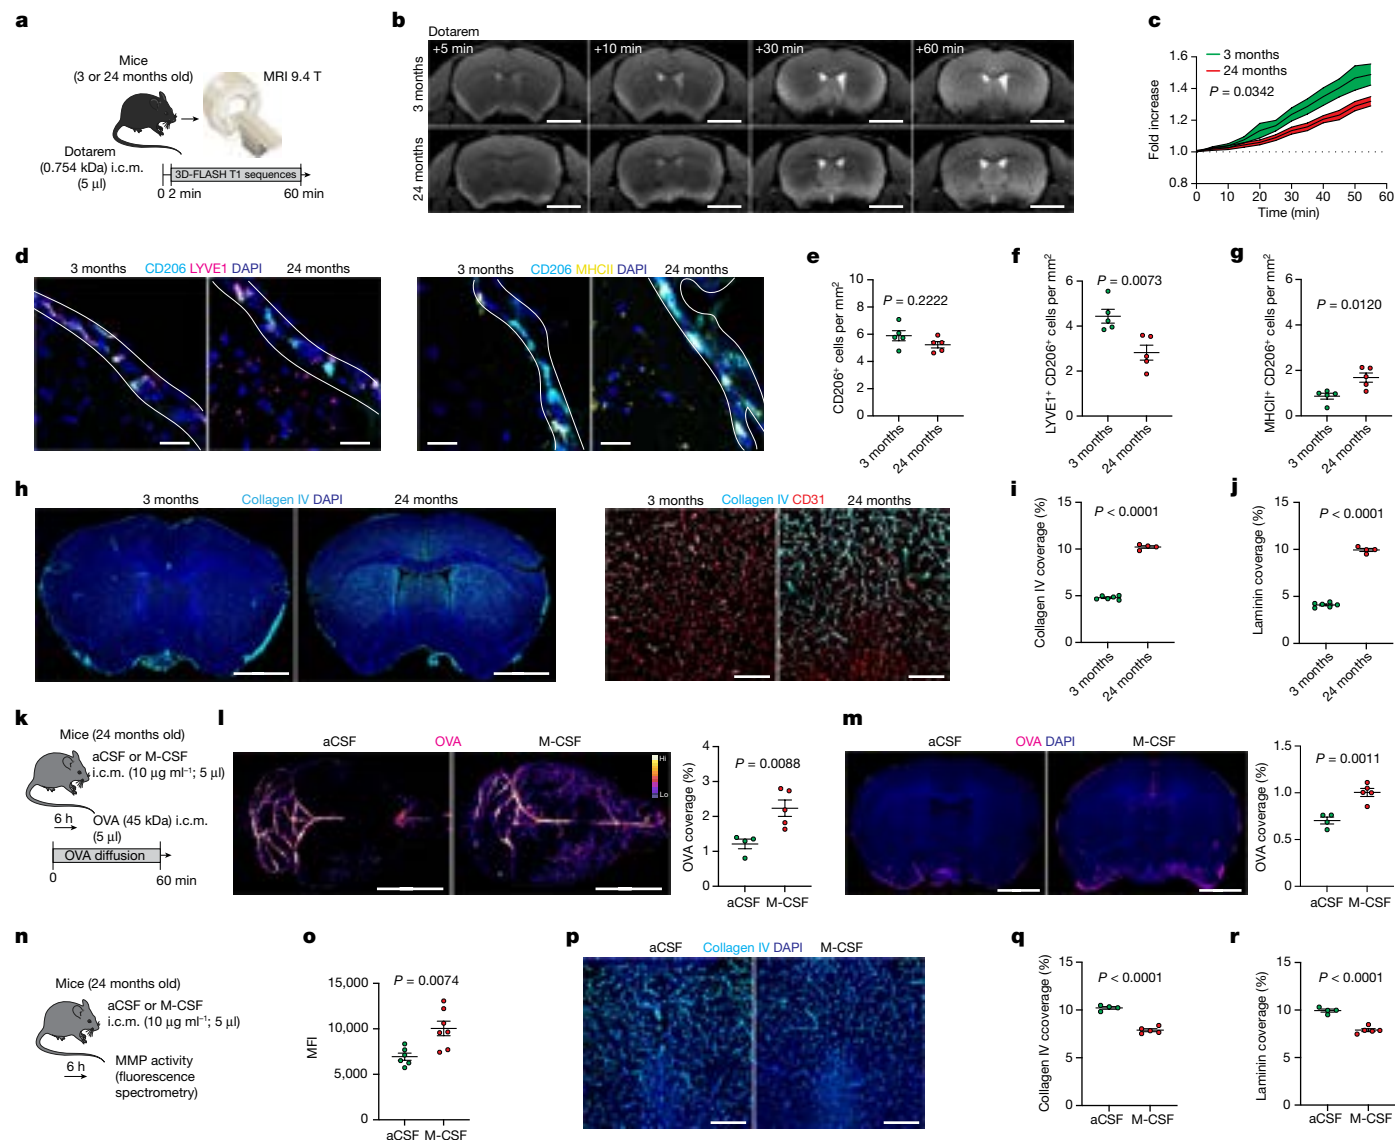 a
Mice
(3 or 24 months old)
MRI 9.4 T
Dotarem
(0.754 kDa) i.c.m.
(5 µl)
3D-FLASH T1 sequences
0 2 min
60 min
b
Dotarem
+5 min
+10 min
+30 min
+60 min
3 months
24 months
c
Fold increase
1.6
1.4
1.2
1.0
0.8
3 months
24 months
P = 0.0342
0 10 20 30 40 50 60
Time (min)
d
3 months CD206 LYVE1 DAPI 24 months
3 months CD206 MHCII DAPI 24 months
e
CD206⁺ cells per mm²
10
8
6
4
2
0
P = 0.2222
3 months
24 months
f
LYVE1⁺ CD206⁺ cells per mm²
6
4
2
0
P = 0.0073
3 months
24 months
g
MHCII⁺ CD206⁺ cells per mm²
6
4
2
0
P = 0.0120
3 months
24 months
h
3 months Collagen IV DAPI 24 months
3 months Collagen IV CD31 24 months
i
Collagen IV coverage (%)
15
10
5
0
P < 0.0001
3 months
24 months
j
Laminin coverage (%)
15
10
5
0
P < 0.0001
3 months
24 months
k
Mice (24 months old)
aCSF or M-CSF
i.c.m. (10 µg ml⁻¹; 5 µl)
6 h
OVA (45 kDa) i.c.m.
(5 µl)
OVA diffusion
0
60 min
l
aCSF OVA M-CSF
Hi
Lo
OVA coverage (%)
4
3
2
1
0
P = 0.0088
aCSF M-CSF
m
aCSF OVA DAPI M-CSF
OVA coverage (%)
1.5
1.0
0.5
0
P = 0.0011
aCSF M-CSF
n
Mice (24 months old)
aCSF or M-CSF
i.c.m. (10 µg ml⁻¹; 5 µl)
6 h
MMP activity
(fluorescence
spectrometry)
o
MFI
15,000
10,000
5,000
0
P = 0.0074
aCSF M-CSF
p
aCSF Collagen IV DAPI M-CSF
q
Collagen IV ccoverage (%)
15
10
5
0
P < 0.0001
aCSF M-CSF
r
Laminin coverage (%)
15
10
5
0
P < 0.0001
aCSF M-CSF